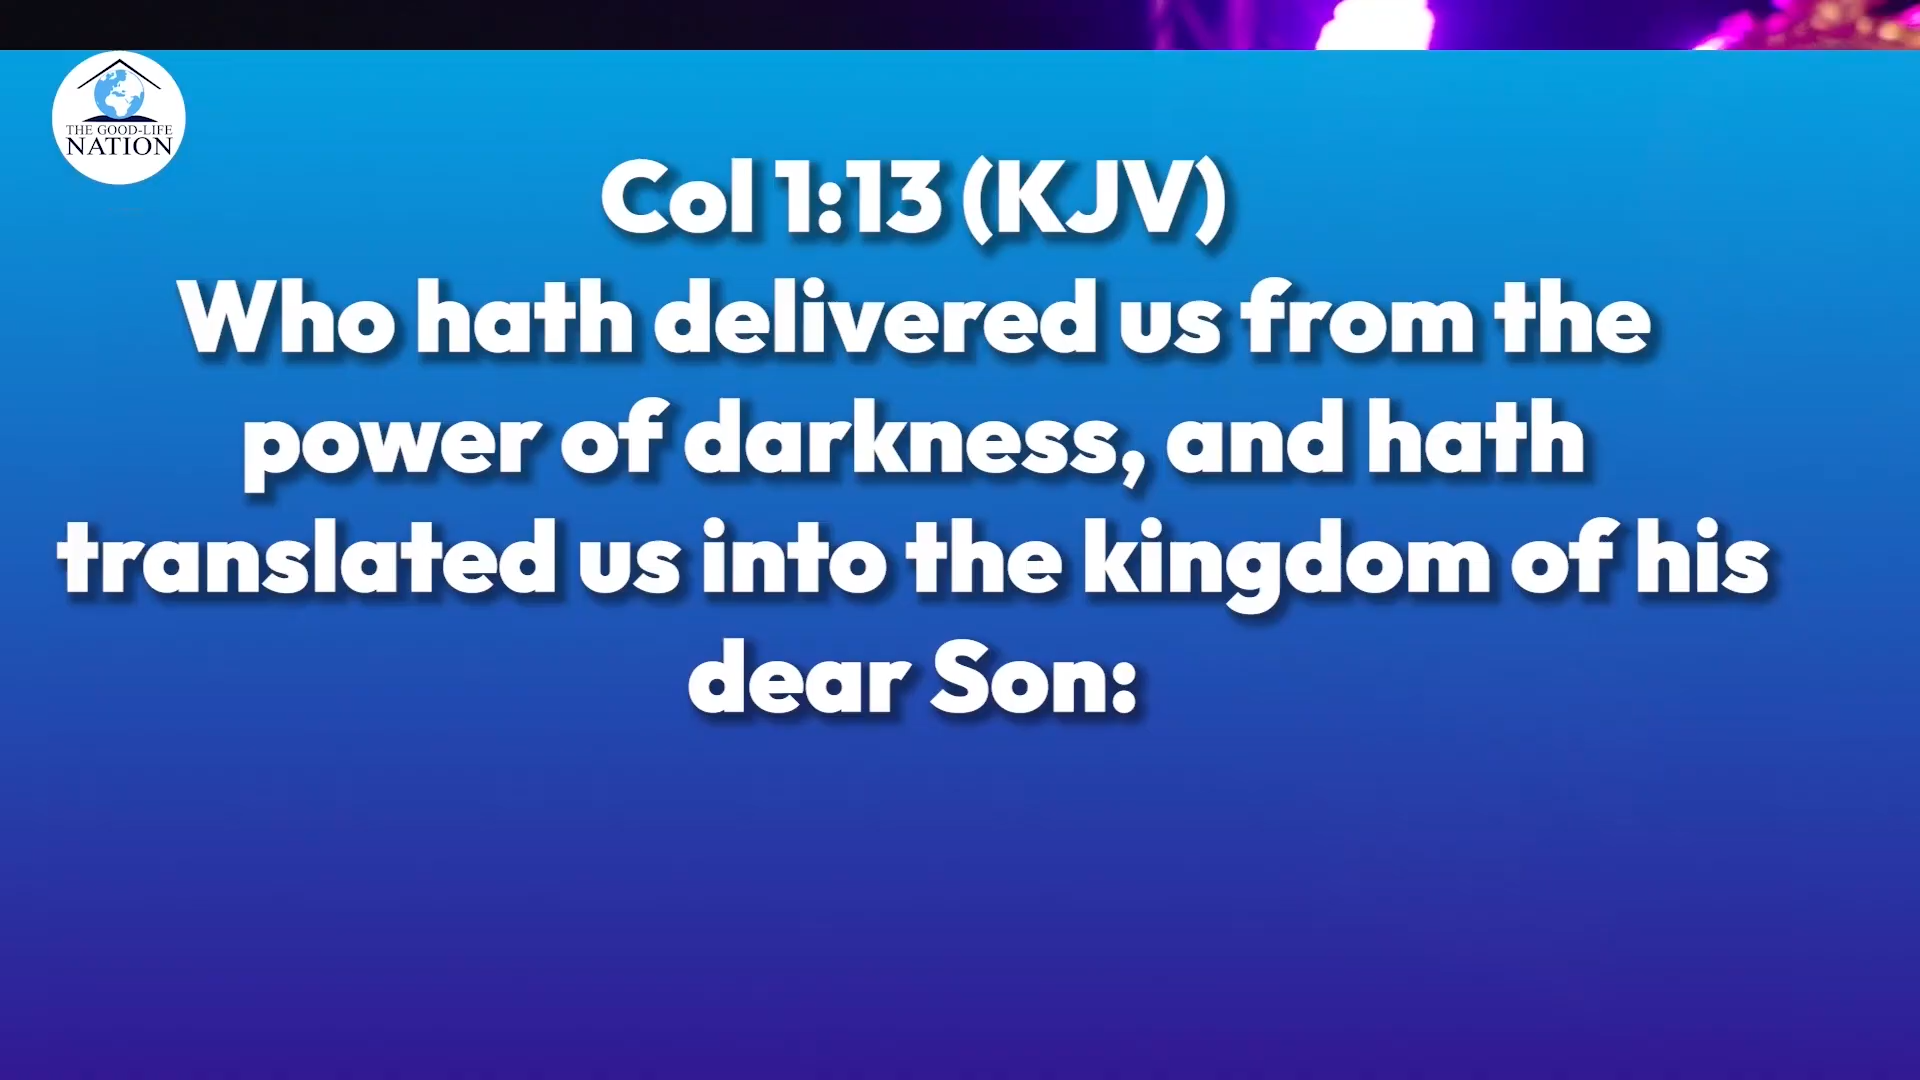 THE GOOD-LIFE
NATION
Col 1:13 (KJV)
Who hath delivered us from the
power of darkness, and hath
translated us into the kingdom of his
dear Son: